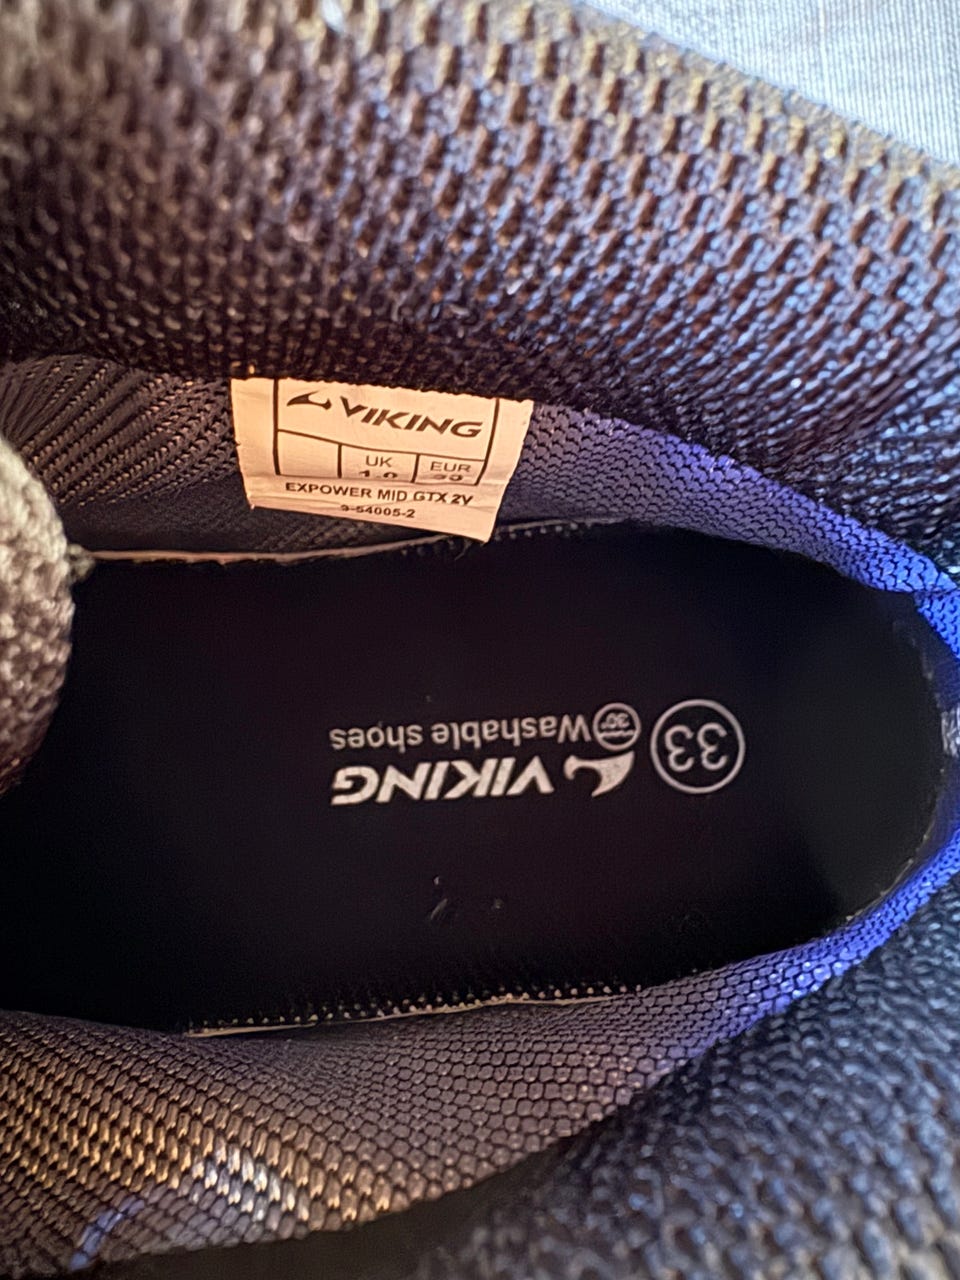 VIKING
UK EUR
EXPOWER MID GTX 2V
3-54005-2
33
Washable shoes
30°
VIKING